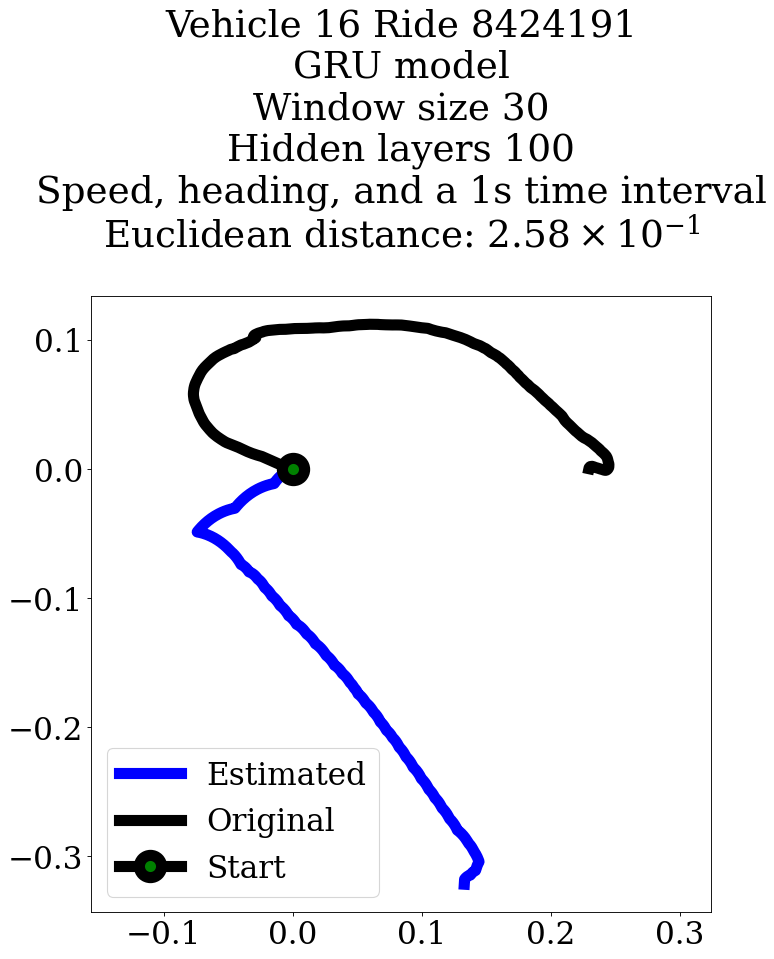 Vehicle 16 Ride 8424191
GRU model
Window size 30
Hidden layers 100
Speed, heading, and a 1s time interval
Euclidean distance: 2.58 × 10⁻¹
0.1
0.0
−0.1
−0.2
−0.3
Estimated
Original
Start
−0.1 0.0 0.1 0.2 0.3